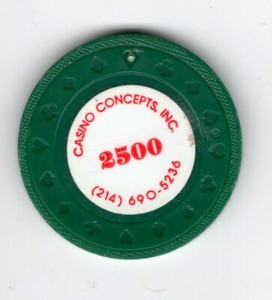 CASINO CONCEPTS, INC.
2500
(214) 690-5236